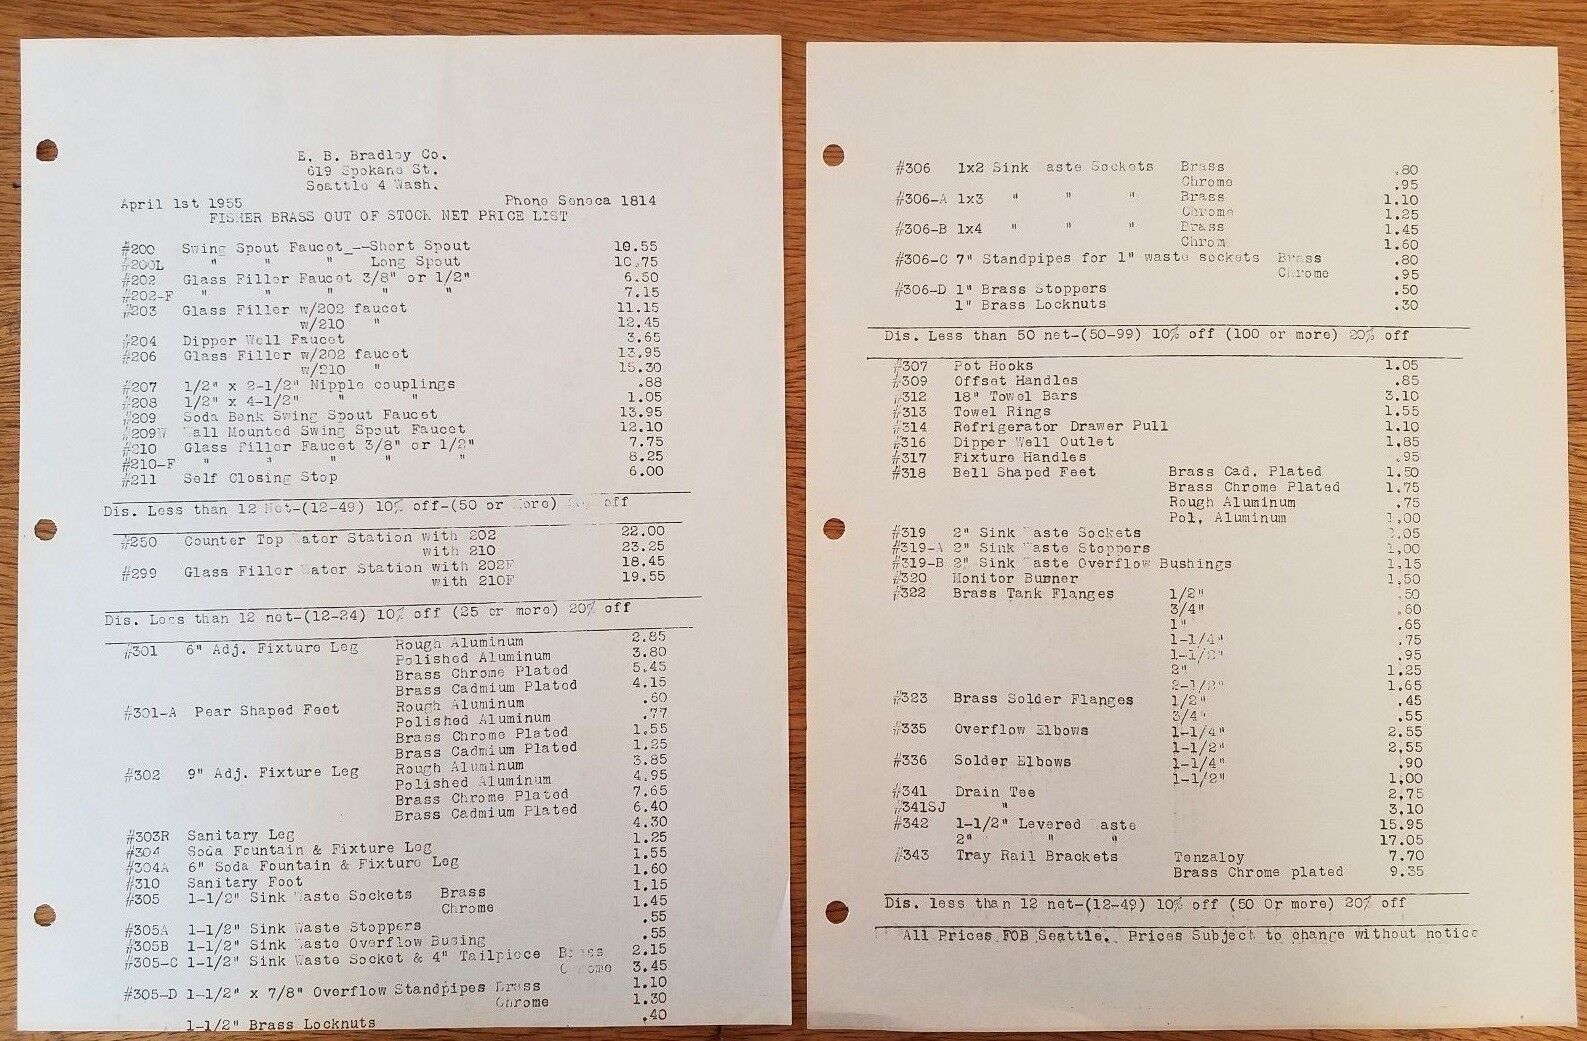 E. B. Bradley Co.
619 Spokane St.
Seattle 4 Wash.
April 1st 1955 Phone Seneca 1814
FISHER BRASS OUT OF STOCK NET PRICE LIST
#200 Swing Spout Faucet_--Short Spout 10.55
#200L " " " Long Spout 10.75
#202 Glass Filler Faucet 3/8" or 1/2" 6.50
#202-F " " " " " 7.15
#203 Glass Filler w/202 faucet 11.15
w/210 " 12.45
#204 Dipper Well Faucet 3.65
#206 Glass Filler w/202 faucet 13.95
w/210 " 15.30
#207 1/2" x 2-1/2" Nipple couplings .88
#208 1/2" x 4-1/2" " " 1.05
#209 Soda Bank Swing Spout Faucet 13.95
#209W Wall Mounted Swing Spout Faucet 12.10
#210 Glass Filler Faucet 3/8" or 1/2" 7.75
#210-F " " " " " 8.25
#211 Self Closing Stop 6.00
Dis. Less than 12 Net-(12-49) 10% off-(50 or more) off
#250 Counter Top Water Station with 202 22.00
with 210 23.25
#299 Glass Filler Water Station with 202F 18.45
with 210F 19.55
Dis. Less than 12 net-(12-24) 10% off (25 or more) 20% off
#301 6" Adj. Fixture Leg Rough Aluminum 2.85
Polished Aluminum 3.80
Brass Chrome Plated 5.45
Brass Cadmium Plated 4.15
#301-A Pear Shaped Feet Rough Aluminum .60
Polished Aluminum .77
Brass Chrome Plated 1.55
Brass Cadmium Plated 1.25
#302 9" Adj. Fixture Leg Rough Aluminum 3.85
Polished Aluminum 4.95
Brass Chrome Plated 7.65
Brass Cadmium Plated 6.40
#303R Sanitary Leg 4.30
#304 Soda Fountain & Fixture Leg 1.25
#304A 6" Soda Fountain & Fixture Leg 1.55
#310 Sanitary Foot 1.60
#305 1-1/2" Sink Waste Sockets Brass 1.15
Chrome 1.45
#305A 1-1/2" Sink Waste Stoppers .55
#305B 1-1/2" Sink Waste Overflow Busing .55
#305-C 1-1/2" Sink Waste Socket & 4" Tailpiece Brass 2.15
Chrome 3.45
#305-D 1-1/2" x 7/8" Overflow Standpipes Brass 1.10
Chrome 1.30
1-1/2" Brass Locknuts .40
#306 1x2 Sink aste Sockets Brass .80
Chrome .95
#306-A 1x3 " " " Brass 1.10
Chrome 1.25
#306-B 1x4 " " " Brass 1.45
Chrom 1.60
#306-C 7" Standpipes for 1" waste sockets Brass .80
Chrome .95
#306-D 1" Brass Stoppers .50
1" Brass Locknuts .30
Dis. Less than 50 net-(50-99) 10% off (100 or more) 20% off
#307 Pot Hooks 1.05
#309 Offset Handles .85
#312 18" Towel Bars 3.10
#313 Towel Rings 1.55
#314 Refrigerator Drawer Pull 1.10
#316 Dipper Well Outlet 1.85
#317 Fixture Handles .95
#318 Bell Shaped Feet Brass Cad. Plated 1.50
Brass Chrome Plated 1.75
Rough Aluminum .75
Pol. Aluminum 1.00
#319 2" Sink Waste Sockets
#319-A 2" Sink Waste Stoppers 1.00
#319-B 2" Sink Waste Overflow Bushings 1.15
#320 Monitor Burner 1.50
#322 Brass Tank Flanges 1/2" .50
3/4" .60
1" .65
1-1/4" .75
1-1/2" .95
2" 1.25
2-1/2" 1.65
#323 Brass Solder Flanges 1/2" .45
3/4" .55
#335 Overflow Elbows 1-1/4" 2.55
1-1/2" 2.55
#336 Solder Elbows 1-1/4" .90
1-1/2" 1.00
#341 Drain Tee 2.75
#341SJ " 3.10
#342 1-1/2" Levered Waste 15.95
2" " " 17.05
#343 Tray Rail Brackets Tenzaloy 7.70
Brass Chrome plated 9.35
Dis. less than 12 net-(12-49) 10% off (50 Or more) 20% off
All Prices FOB Seattle. Prices Subject to change without notice